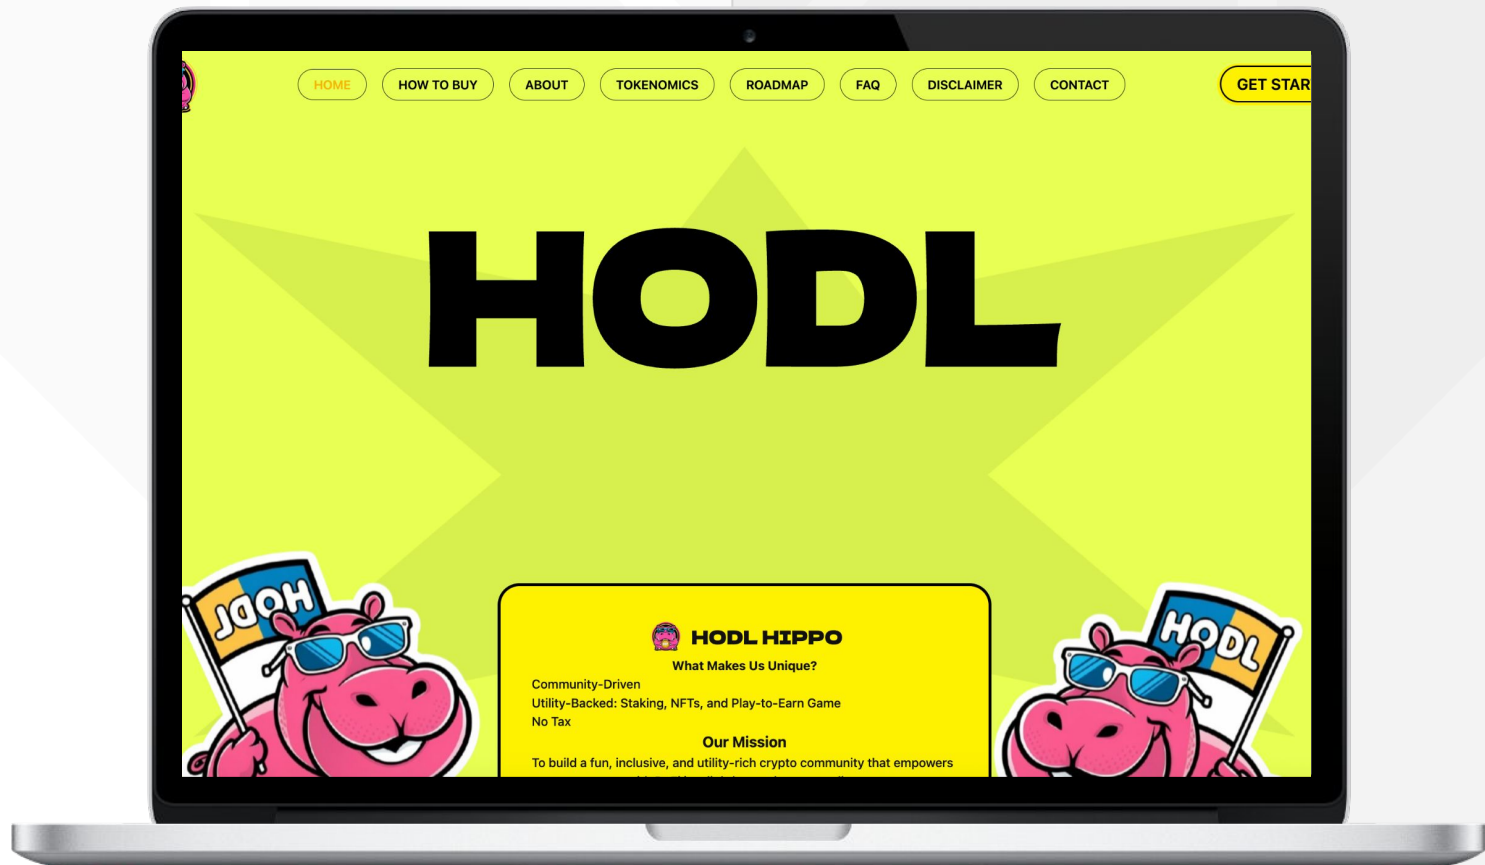 HOME HOW TO BUY ABOUT TOKENOMICS ROADMAP FAQ DISCLAIMER CONTACT GET STAR
HODL
HODL
HODL
HODL HIPPO
What Makes Us Unique?
Community-Driven
Utility-Backed: Staking, NFTs, and Play-to-Earn Game
No Tax
Our Mission
To build a fun, inclusive, and utility-rich crypto community that empowers